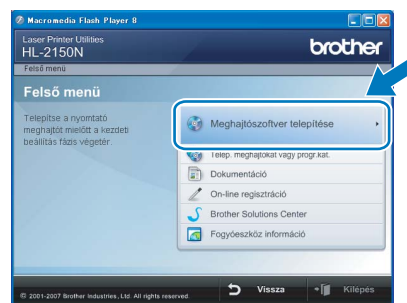 Macromedia Flash Player 8
Laser Printer Utilities
HL-2150N
brother
Felső menü
Felső menü
Telepítse a nyomtató
meghajtót mielőtt a kezdeti
beállítás fázis végetér.
Meghajtószoftver telepítése
Telep. meghajtókat vagy progr.kat.
Dokumentáció
On-line regisztráció
Brother Solutions Center
Fogyóeszköz információ
© 2001-2007 Brother Industries, Ltd. All rights reserved.
Vissza
Kilépés